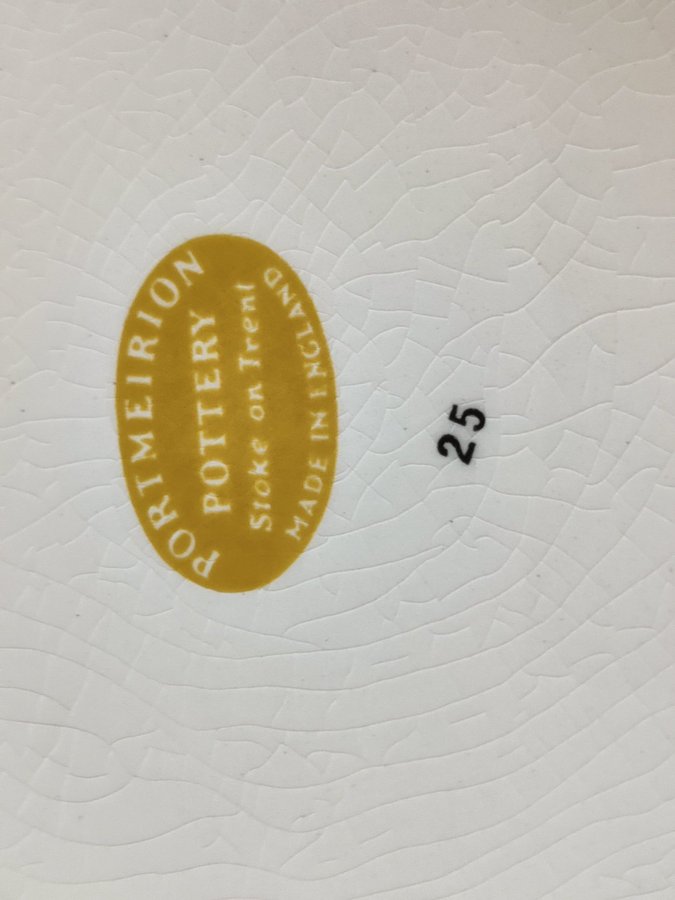 PORTMEIRION
POTTERY
Stoke on Trent
MADE IN ENGLAND
25